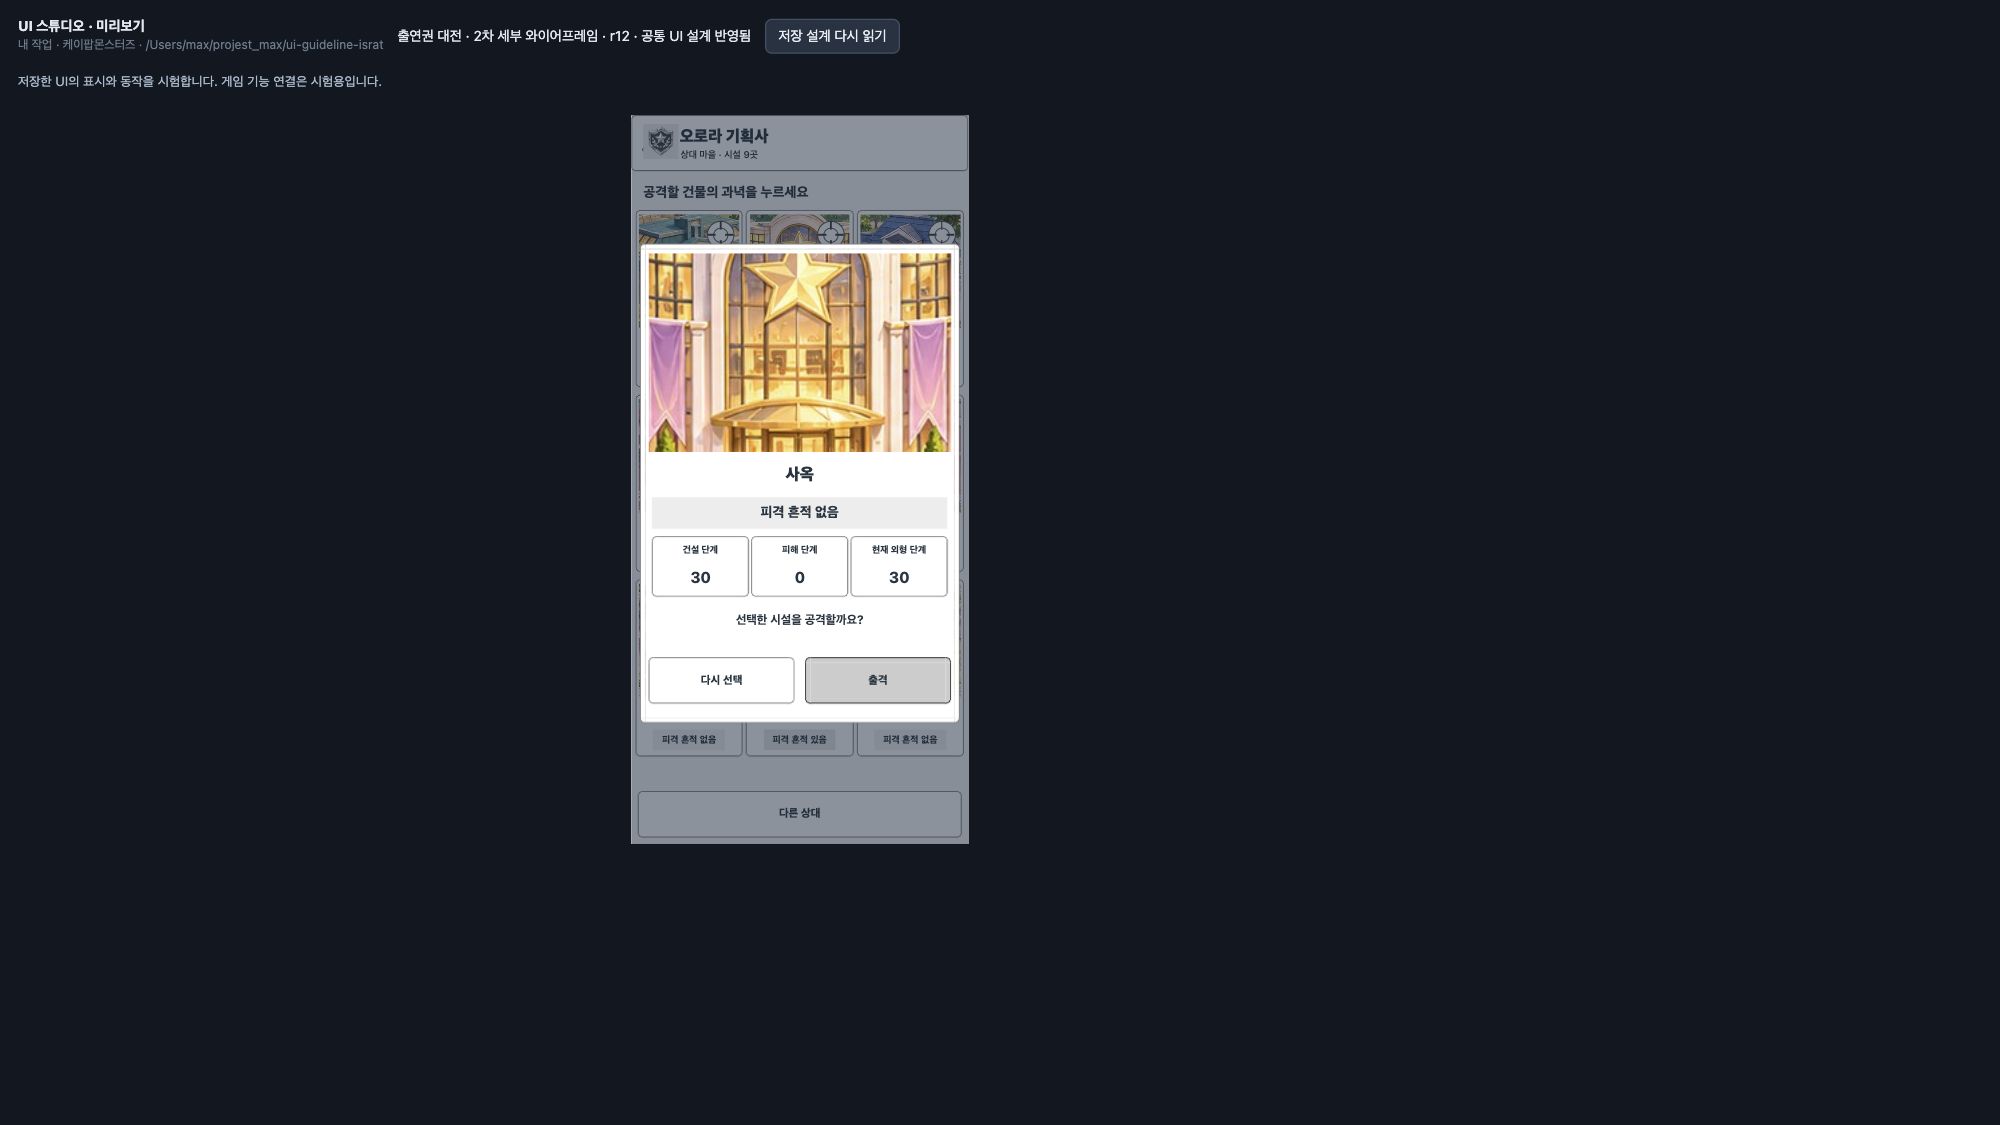 UI 스튜디오 · 미리보기
내 작업 · 케이팝몬스터즈 · /Users/max/projest_max/ui-guideline-israt
출연권 대전 · 2차 세부 와이어프레임 · r12 · 공통 UI 설계 반영됨
저장 설계 다시 읽기
저장한 UI의 표시와 동작을 시험합니다. 게임 기능 연결은 시험용입니다.
오로라 기획사
상대 마을 · 시설 9곳
공격할 건물의 과녁을 누르세요
사옥
피격 흔적 없음
건설 단계 피해 단계 현재 외형 단계
30 0 30
선택한 시설을 공격할까요?
다시 선택 출격
피격 흔적 없음 피격 흔적 있음 피격 흔적 없음
다른 상대